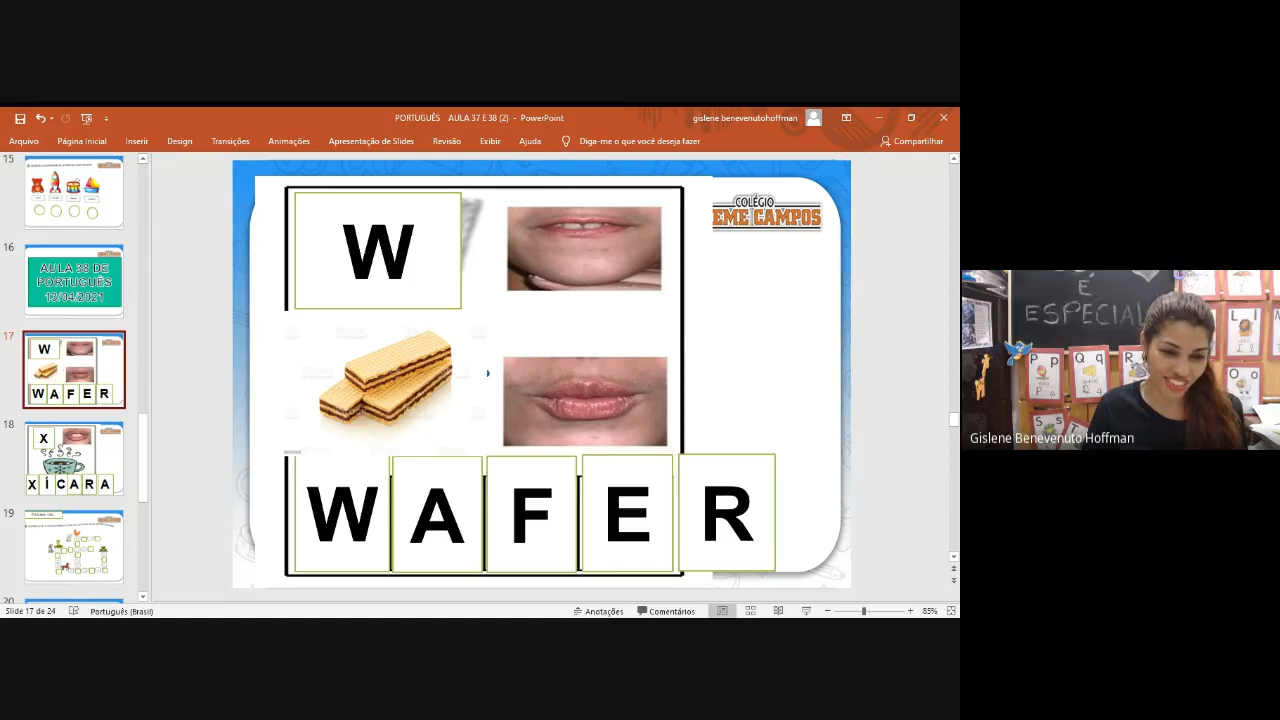 PORTUGUÊS AULA 37 E 38 (2) - PowerPoint
gislene benevenutohoffman
Arquivo Página Inicial Inserir Design Transições Animações Apresentação de Slides Revisão Exibir Ajuda Diga-me o que você deseja fazer Compartilhar
15
16
AULA 38 DE
PORTUGUÊS
13/04/2021
17
W
WAFER
18
X
XÍCARA
19
20
W
COLÉGIO
EME CAMPOS
W A F E R
É
ESPECIAL
L I
P p Q q R
O o
S s
Gislene Benevenuto Hoffman
Slide 17 de 24 Português (Brasil) Anotações Comentários 85%